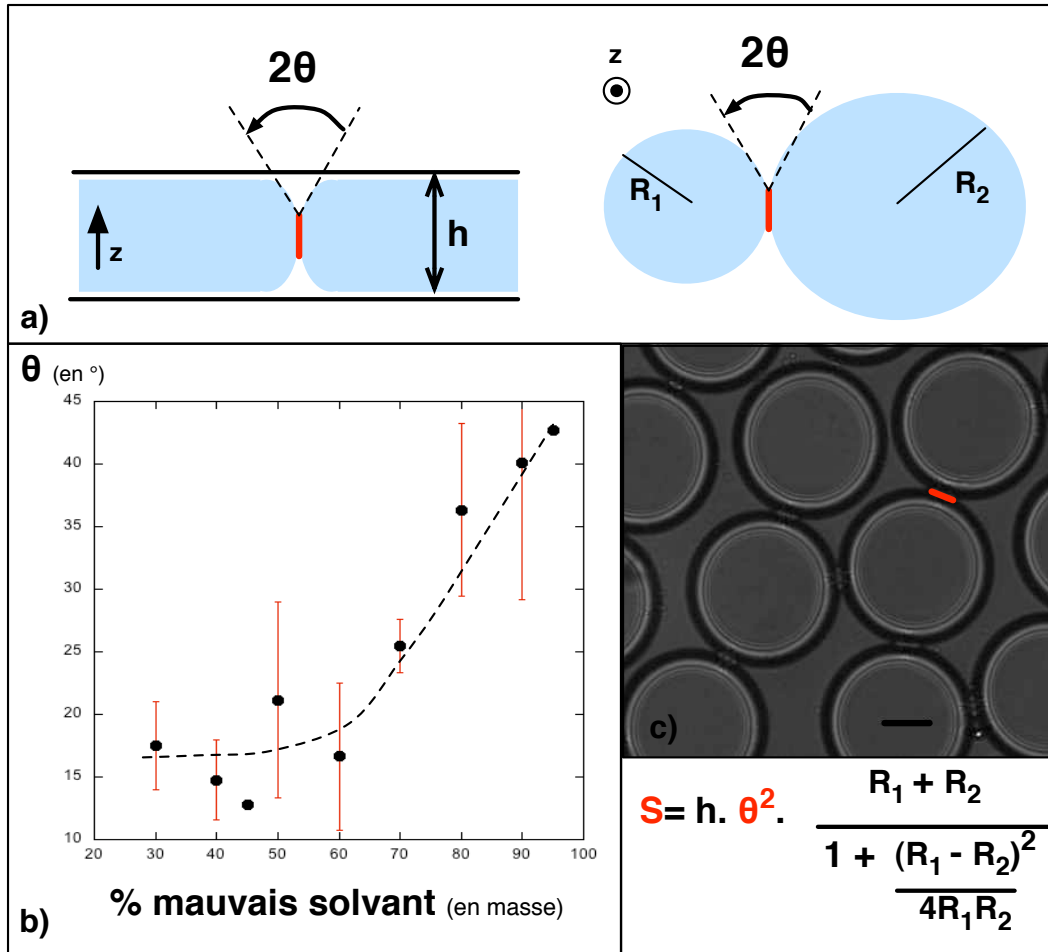 2θ
z
h
a)
z
2θ
R1
R2
θ (en °)
45
40
35
30
25
20
15
10
20 30 40 50 60 70 80 90 100
% mauvais solvant (en masse)
b)
c)
R1 + R2
S= h. θ2.
1 + (R1 - R2)2
4R1R2